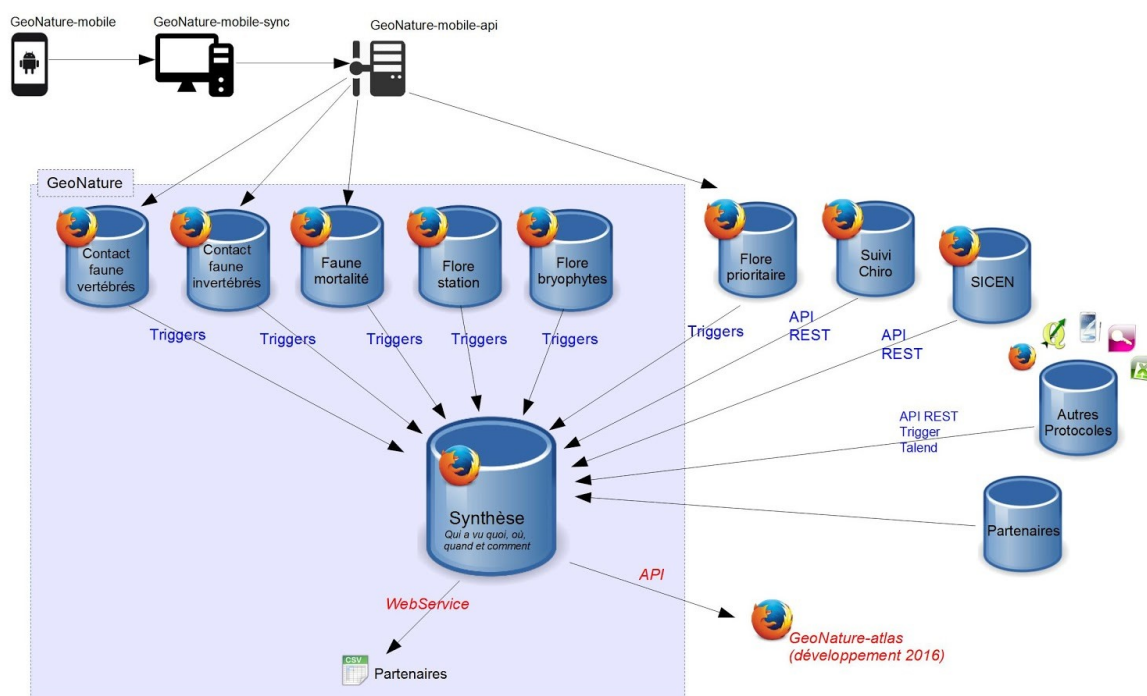 GeoNature-mobile
GeoNature-mobile-sync
GeoNature-mobile-api
GeoNature
Contact
faune
vertébrés
Contact
faune
invertébrés
Faune
mortalité
Flore
station
Flore
bryophytes
Flore
prioritaire
Suivi
Chiro
SICEN
Triggers
Triggers
Triggers
Triggers
Triggers
Triggers
API
REST
API
REST
Autres
Protocoles
API REST
Trigger
Talend
Synthèse
Qui a vu quoi, où,
quand et comment
Partenaires
API
WebService
CSV
Partenaires
GeoNature-atlas
(développement 2016)